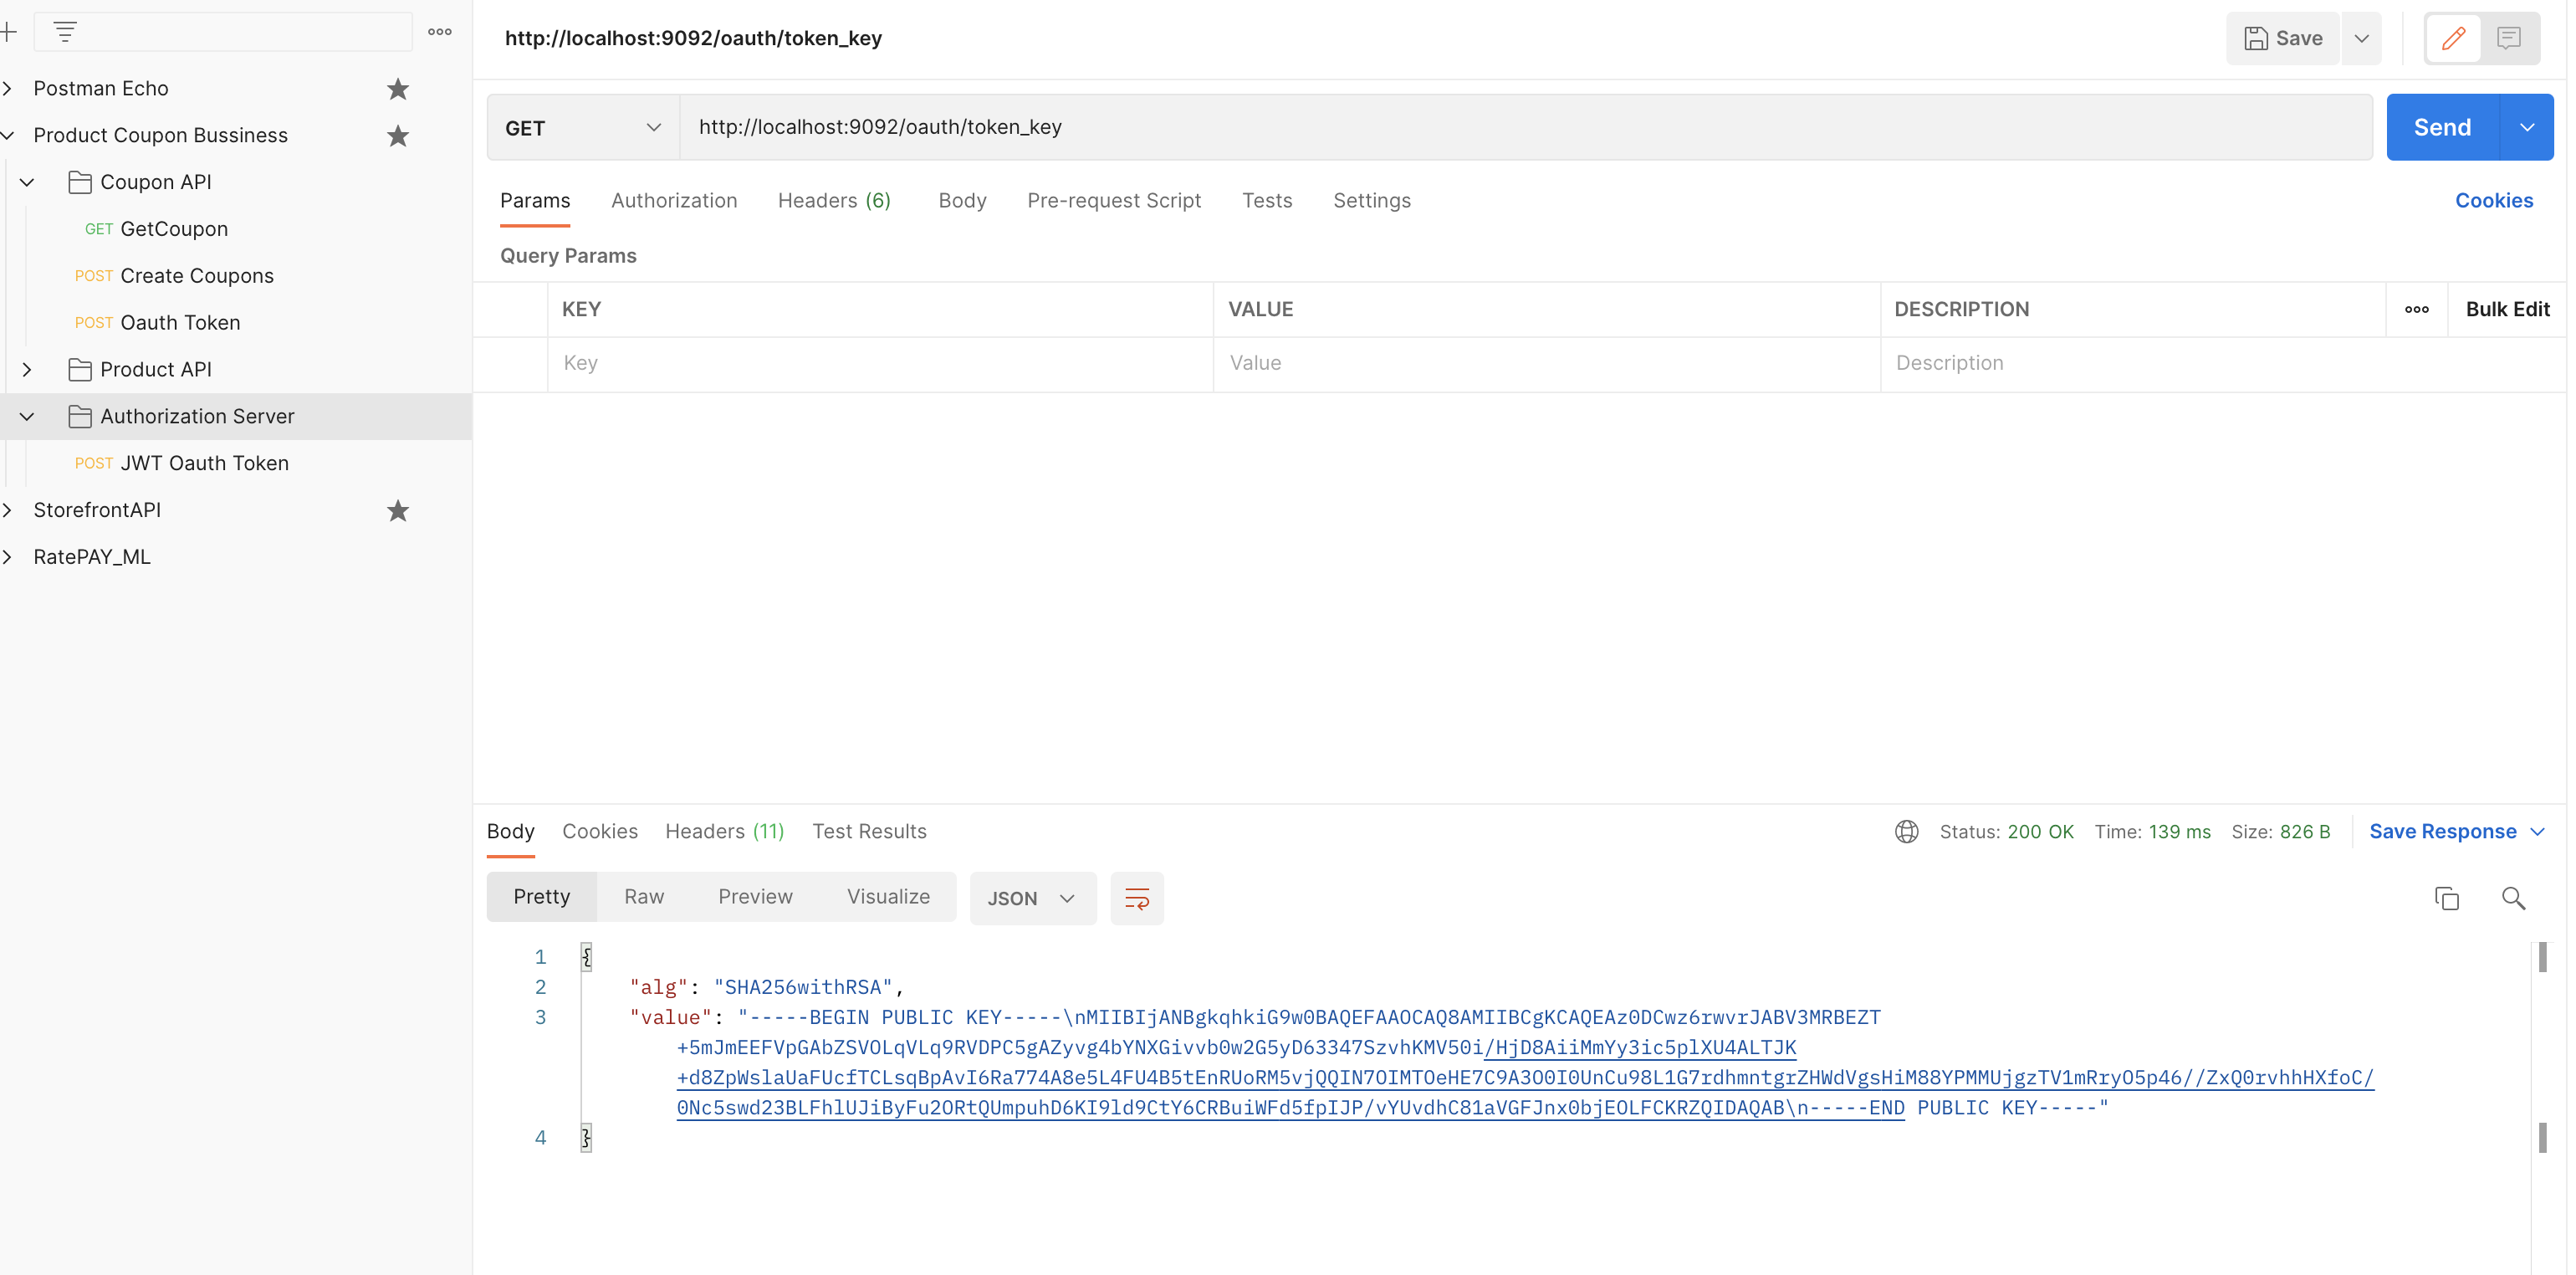 http://localhost:9092/oauth/token_key
Save
Postman Echo
Product Coupon Bussiness
Coupon API
GET GetCoupon
POST Create Coupons
POST Oauth Token
Product API
Authorization Server
POST JWT Oauth Token
StorefrontAPI
RatePAY_ML
GET http://localhost:9092/oauth/token_key Send
Params Authorization Headers (6) Body Pre-request Script Tests Settings Cookies
Query Params
KEY VALUE DESCRIPTION Bulk Edit
Key Value Description
Body Cookies Headers (11) Test Results Status: 200 OK Time: 139 ms Size: 826 B Save Response
Pretty Raw Preview Visualize JSON
1 {
2 "alg": "SHA256withRSA",
3 "value": "-----BEGIN PUBLIC KEY-----\nMIIBIjANBgkqhkiG9w0BAQEFAAOCAQ8AMIIBCgKCAQEAz0DCwz6rwvrJABV3MRBEZT
+5mJmEEFVpGAbZSVOLqVLq9RVDPC5gAZyvg4bYNXGivvb0w2G5yD63347SzvhKMV50i/HjD8AiiMmYy3ic5plXU4ALTJK
+d8ZpWslaUaFUcfTCLsqBpAvI6Ra774A8e5L4FU4B5tEnRUoRM5vjQQIN7OIMTOeHE7C9A3O0I0UnCu98L1G7rdhmntgrZHWdVgsHiM88YPMMUjgzTV1mRryO5p46//ZxQ0rvhhHXfoC/
0Nc5swd23BLFhlUJiByFu2ORtQUmpuhD6KI9ld9CtY6CRBuiWFd5fpIJP/vYUvdhC81aVGFJnx0bjEOLFCKRZQIDAQAB\n-----END PUBLIC KEY-----"
4 }